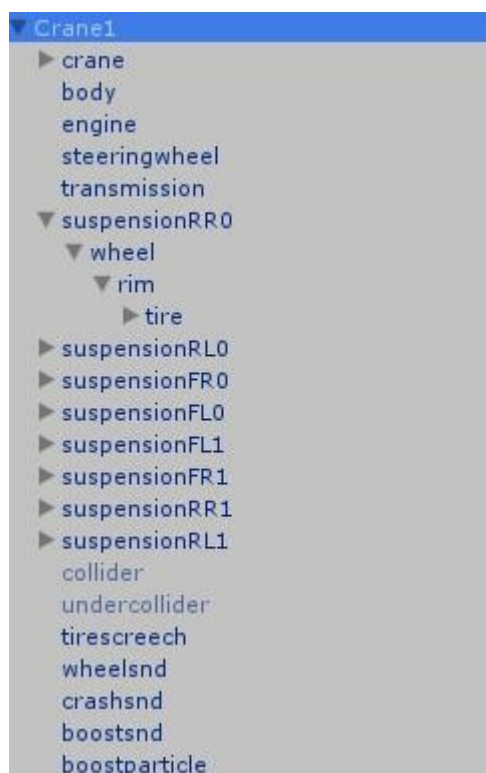 Crane1
crane
body
engine
steeringwheel
transmission
suspensionRR0
wheel
rim
tire
suspensionRL0
suspensionFR0
suspensionFL0
suspensionFL1
suspensionFR1
suspensionRR1
suspensionRL1
collider
undercollider
tirescreech
wheelsnd
crashsnd
boostsnd
boostparticle